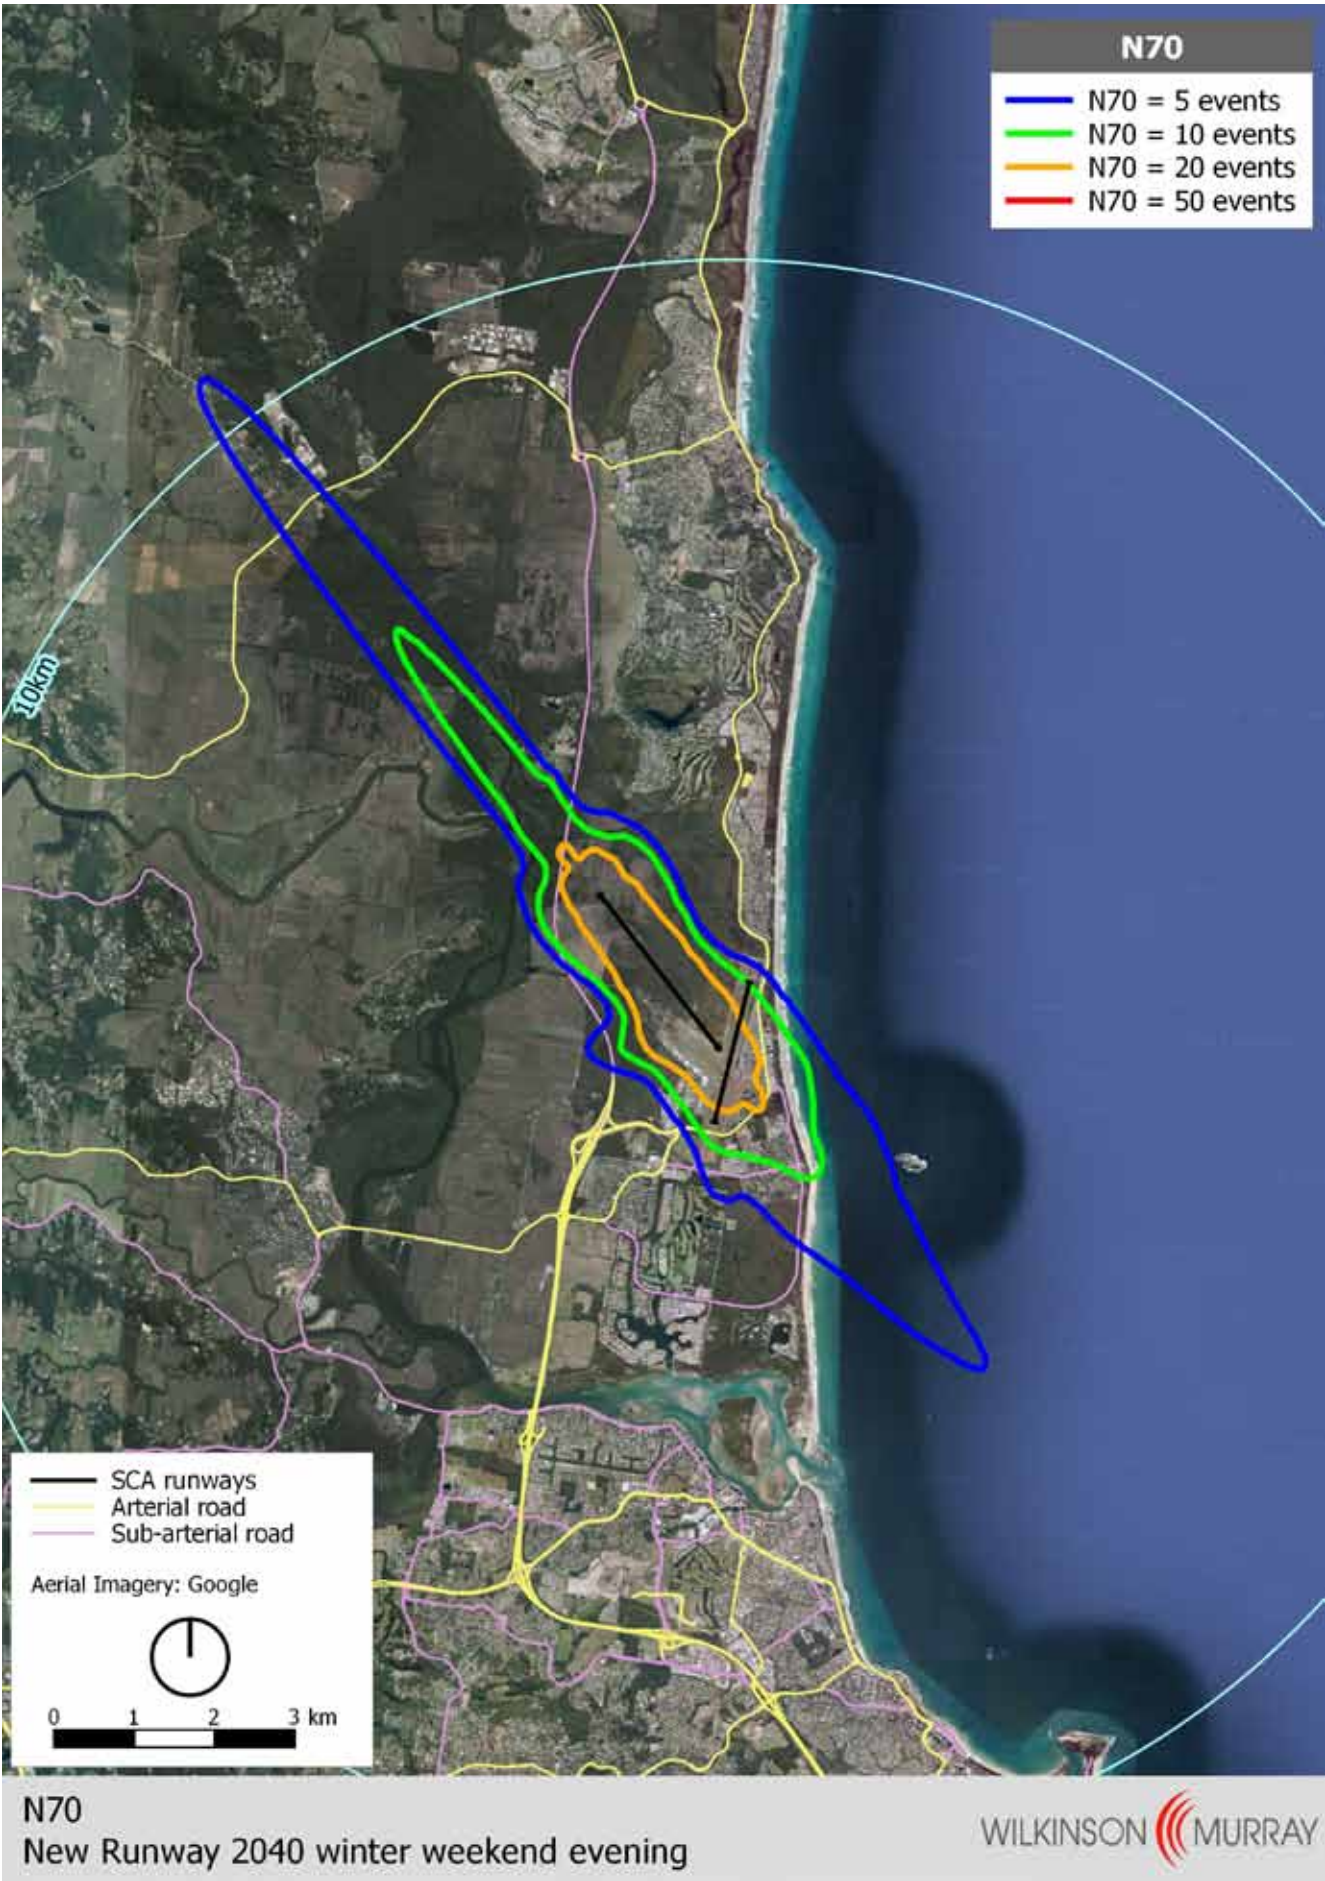 N70
N70 = 5 events
N70 = 10 events
N70 = 20 events
N70 = 50 events
10km
SCA runways
Arterial road
Sub-arterial road
Aerial Imagery: Google
0 1 2 3 km
N70
New Runway 2040 winter weekend evening
WILKINSON MURRAY